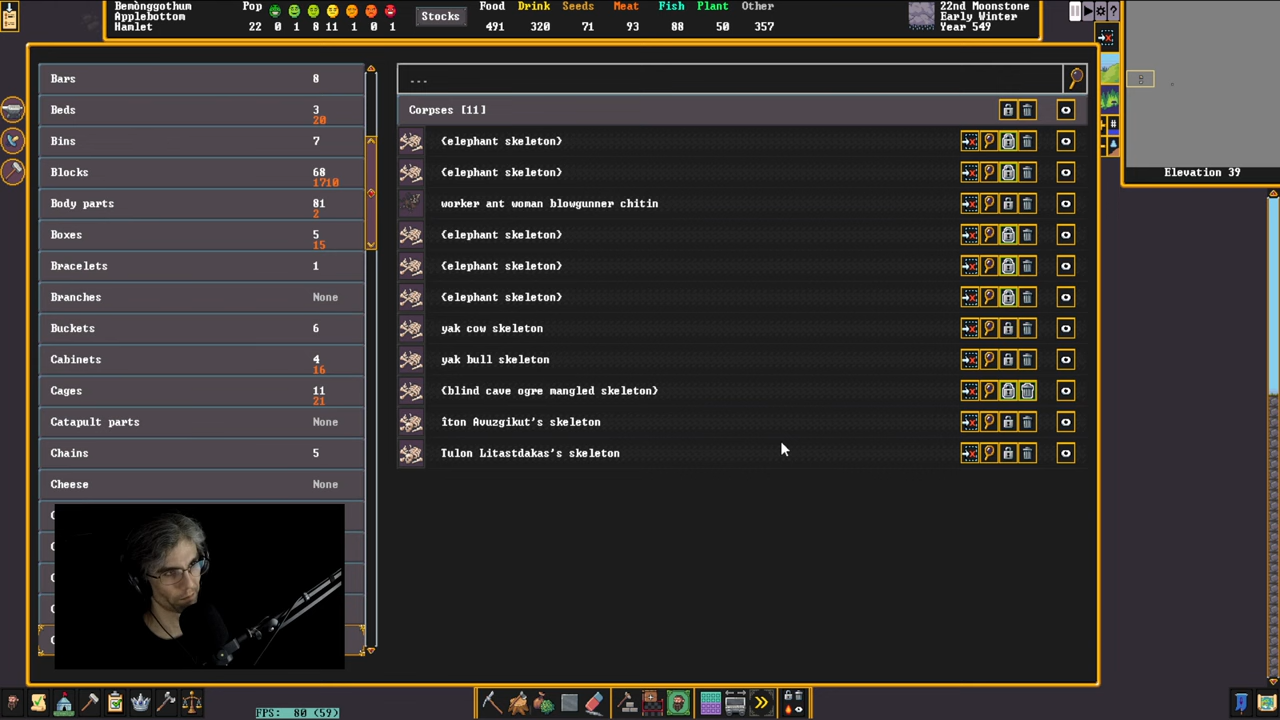 Bemònggothum
Applebottom
Hamlet
Pop
22 0 1 8 11 1 0 1
Stocks
Food Drink Seeds Meat Fish Plant Other
491 320 71 93 88 50 357
22nd Moonstone
Early Winter
Year 549
Elevation 39
Bars 8
Beds 3
20
Bins 7
Blocks 68
1710
Body parts 81
2
Boxes 5
15
Bracelets 1
Branches None
Buckets 6
Cabinets 4
16
Cages 11
21
Catapult parts None
Chains 5
Cheese None
...
Corpses [11]
(elephant skeleton)
(elephant skeleton)
worker ant woman blowgunner chitin
(elephant skeleton)
(elephant skeleton)
(elephant skeleton)
yak cow skeleton
yak bull skeleton
(blind cave ogre mangled skeleton)
îton Avuzgikut's skeleton
Tulon Litastdakas's skeleton
FPS: 80 (59)